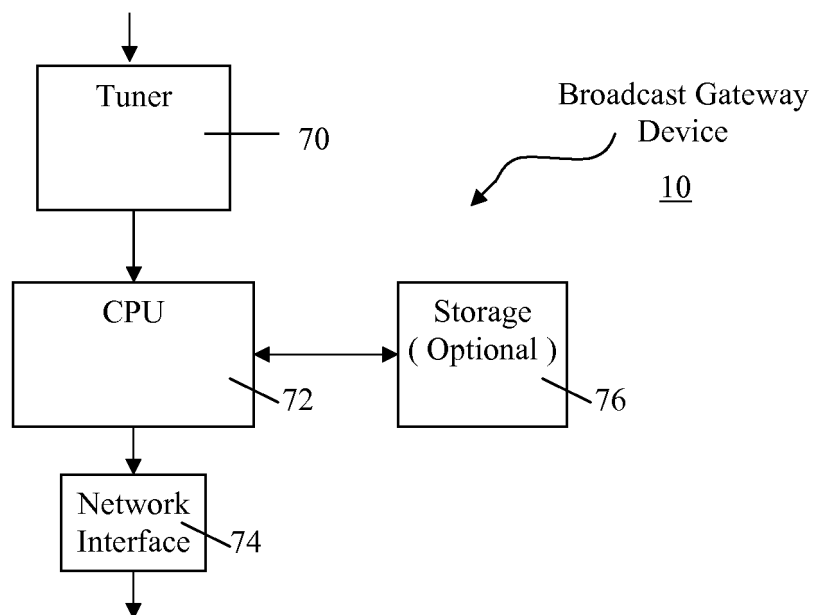 Tuner
70
Broadcast Gateway
Device
10
CPU
72
Storage
( Optional )
76
Network
Interface
74